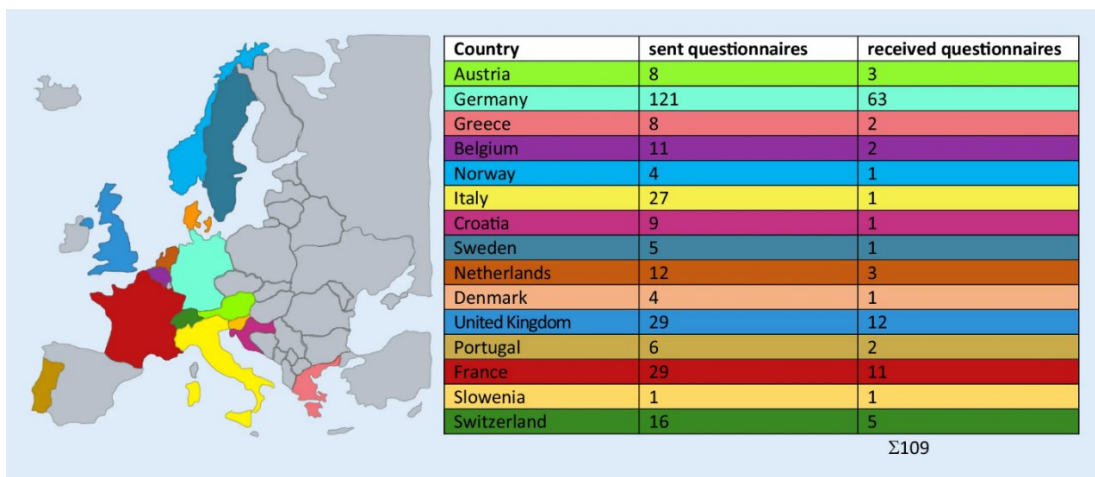 Country sent questionnaires received questionnaires
Austria 8 3
Germany 121 63
Greece 8 2
Belgium 11 2
Norway 4 1
Italy 27 1
Croatia 9 1
Sweden 5 1
Netherlands 12 3
Denmark 4 1
United Kingdom 29 12
Portugal 6 2
France 29 11
Slowenia 1 1
Switzerland 16 5
Σ109